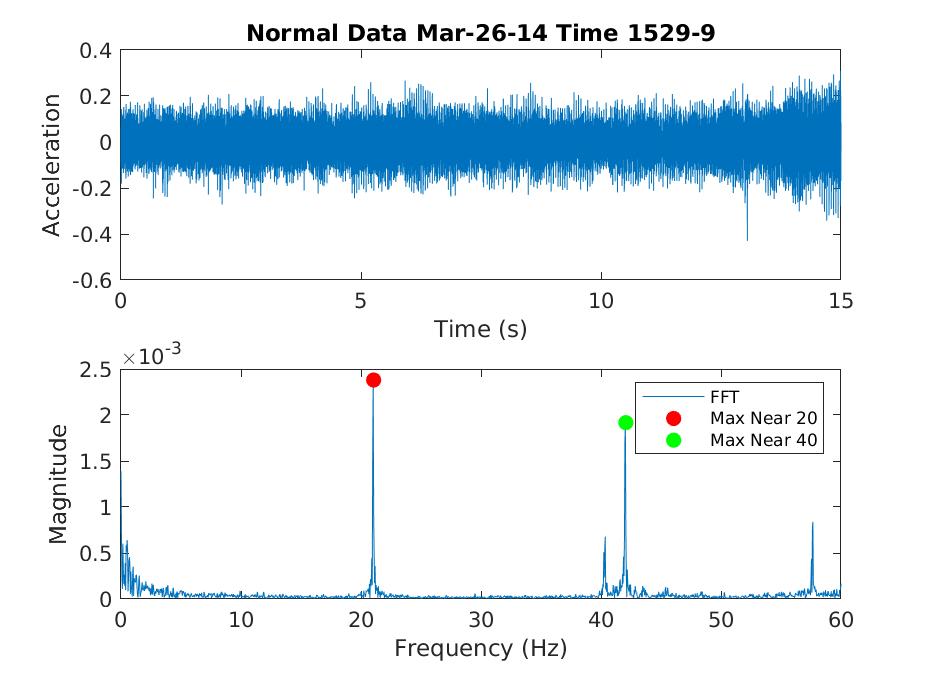 Normal Data Mar-26-14 Time 1529-9
0.4
0.2
0
-0.2
-0.4
-0.6
Acceleration
0 5 10 15
Time (s)
×10-3
2.5
2
1.5
1
0.5
0
Magnitude
FFT
Max Near 20
Max Near 40
0 10 20 30 40 50 60
Frequency (Hz)